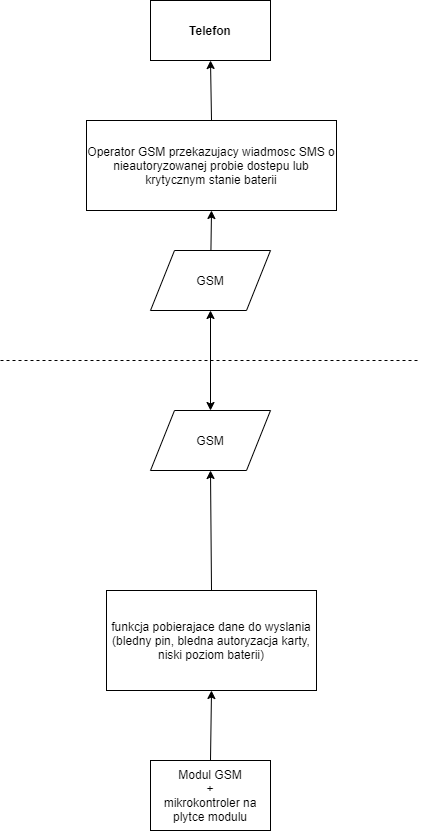 Telefon
Operator GSM przekazujacy wiadmosc SMS o
nieautoryzowanej probie dostepu lub
krytycznym stanie baterii
GSM
GSM
funkcja pobierajace dane do wyslania
(bledny pin, bledna autoryzacja karty,
niski poziom baterii)
Modul GSM
+
mikrokontroler na
plytce modulu